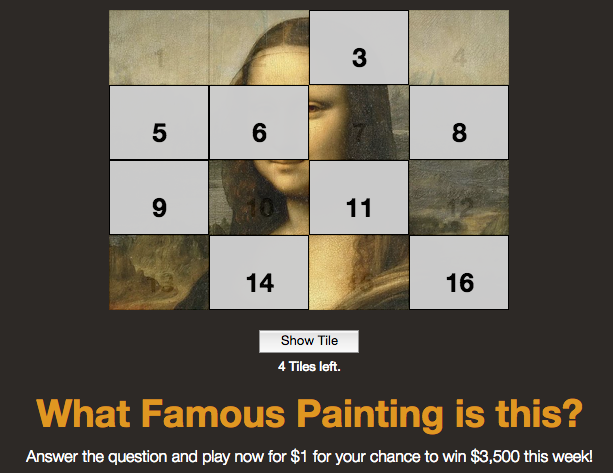 1 3 4
5 6 7 8
9 10 11 12
13 14 15 16
Show Tile
4 Tiles left.
What Famous Painting is this?
Answer the question and play now for $1 for your chance to win $3,500 this week!